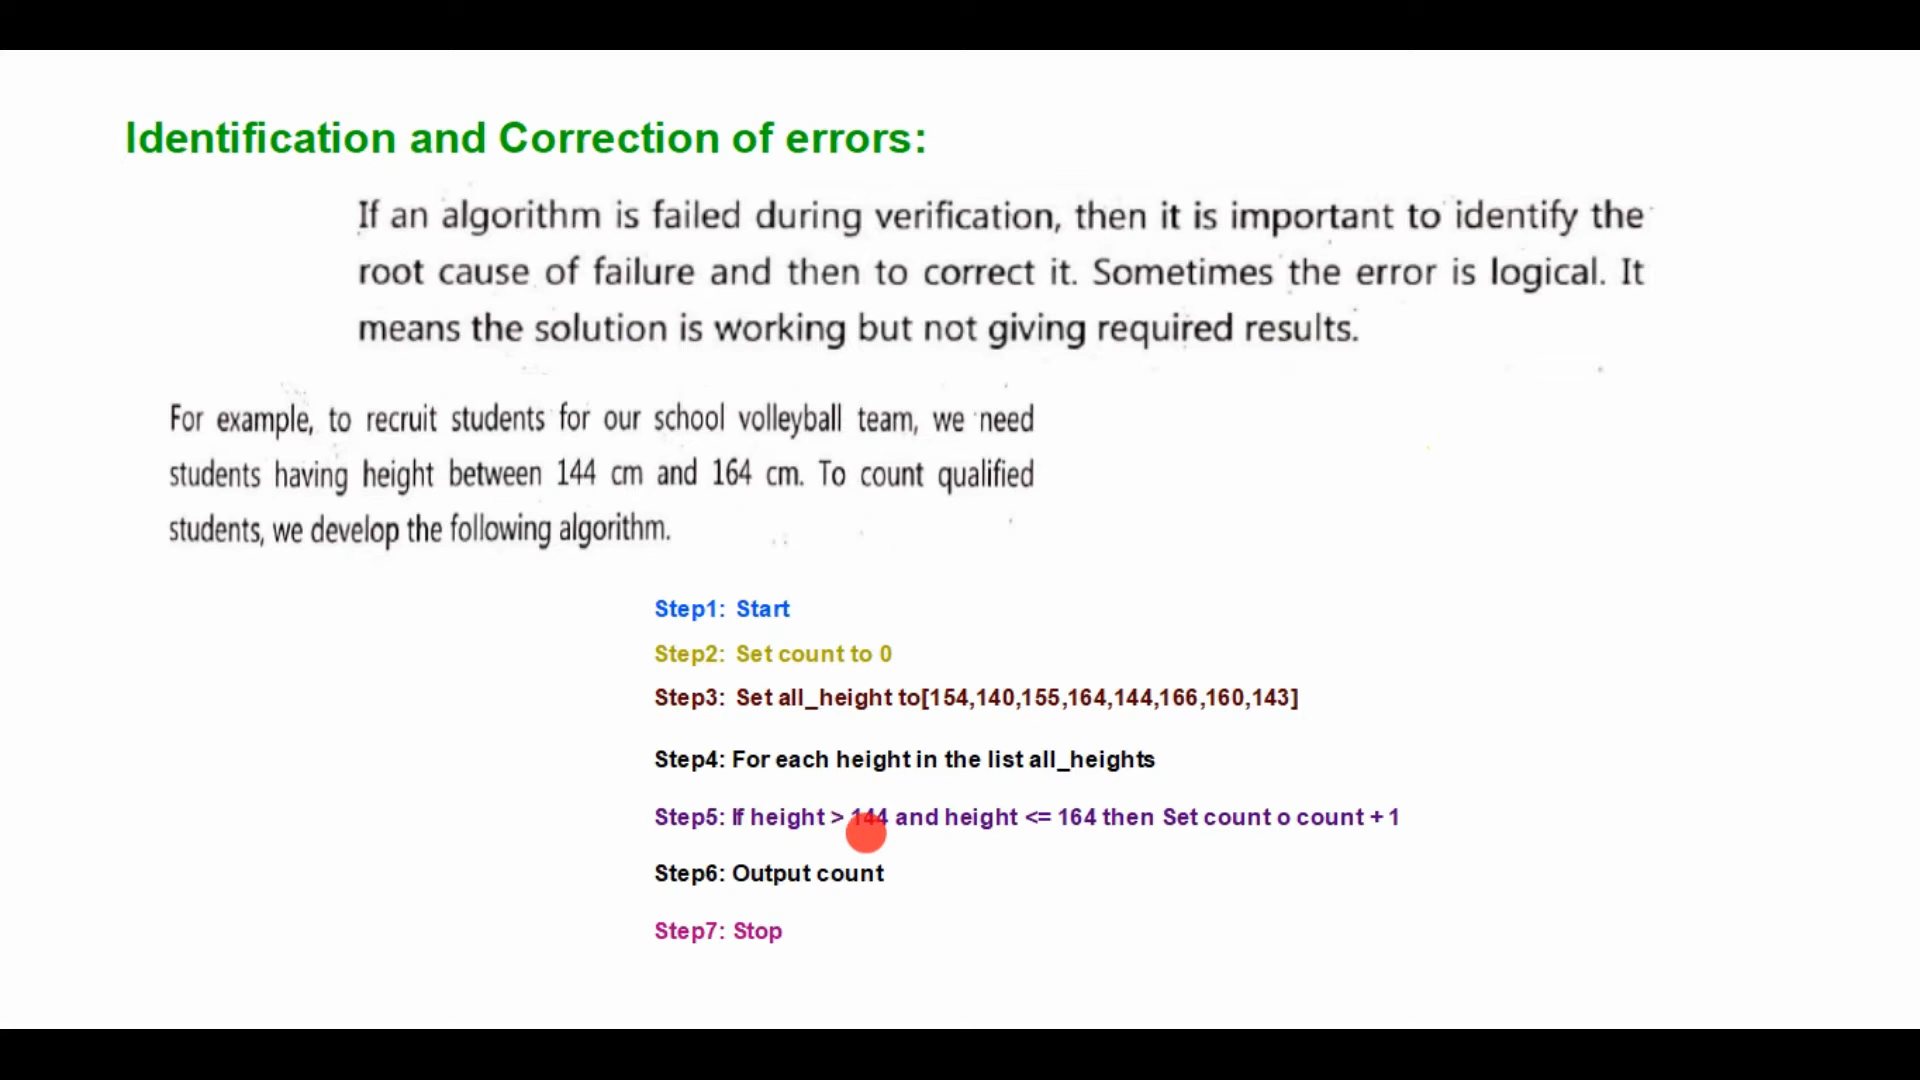 Identification and Correction of errors:
If an algorithm is failed during verification, then it is important to identify the
root cause of failure and then to correct it. Sometimes the error is logical. It
means the solution is working but not giving required results.
For example, to recruit students for our school volleyball team, we need
students having height between 144 cm and 164 cm. To count qualified
students, we develop the following algorithm.
Step1: Start
Step2: Set count to 0
Step3: Set all_height to[154,140,155,164,144,166,160,143]
Step4: For each height in the list all_heights
Step5: If height > 144 and height <= 164 then Set count o count + 1
Step6: Output count
Step7: Stop